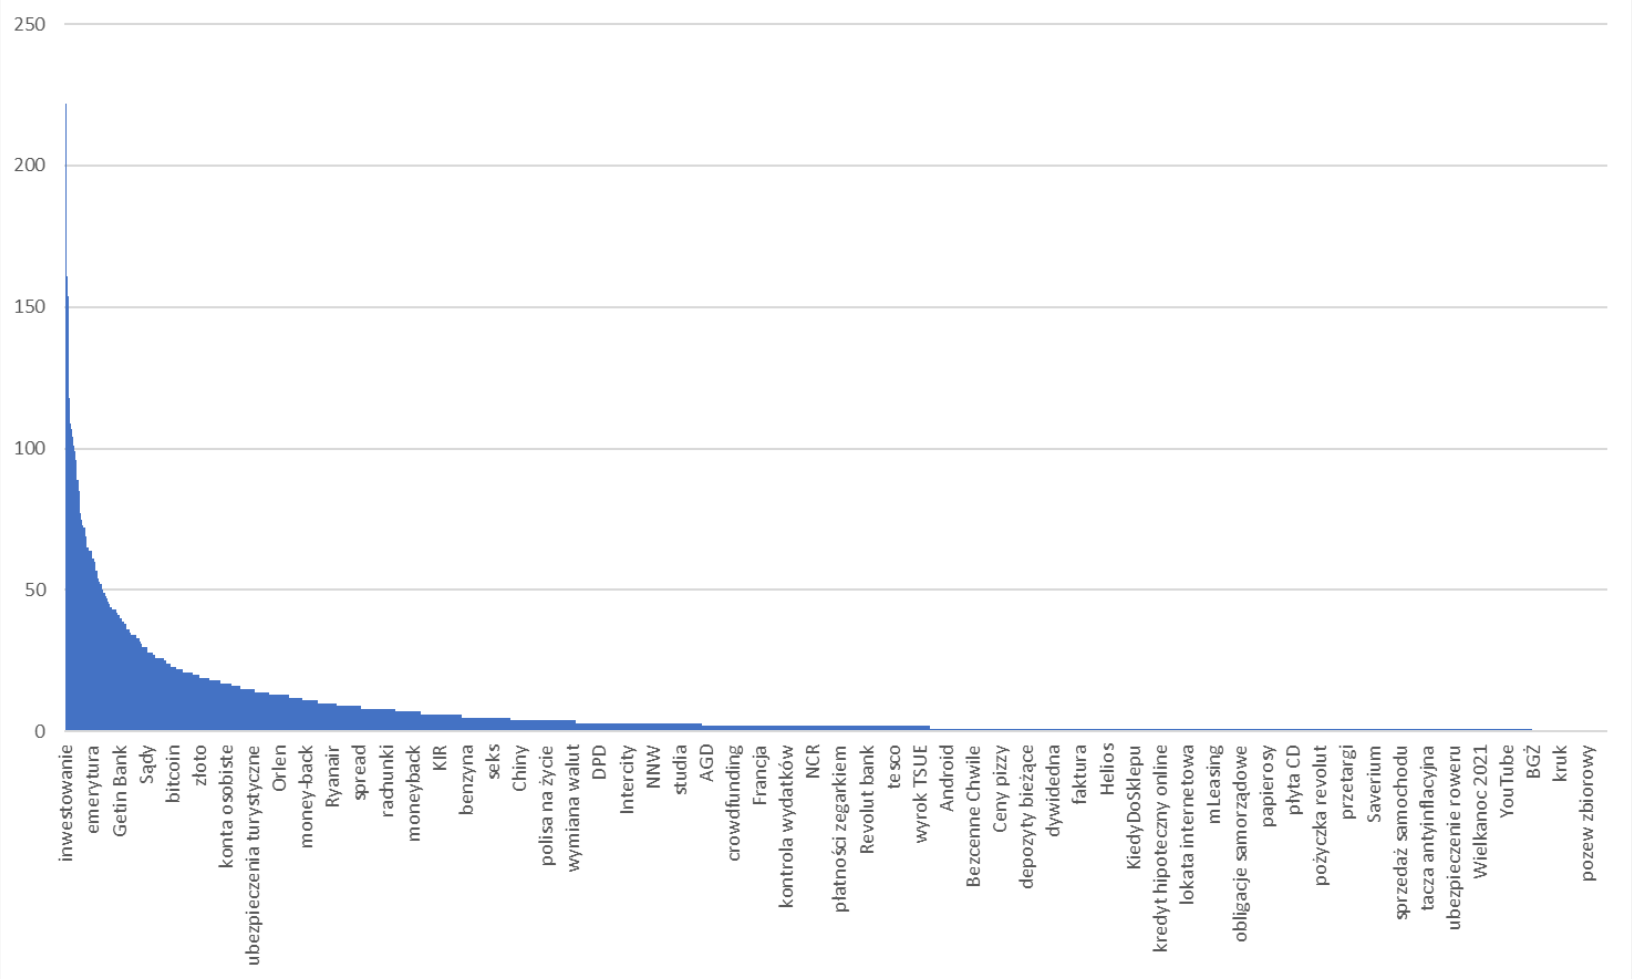 250
200
150
100
50
0
inwestowanie
emerytura
Getin Bank
Sądy
bitcoin
złoto
konta osobiste
ubezpieczenia turystyczne
Orlen
money-back
Ryanair
spread
rachunki
moneyback
KIR
benzyna
seks
Chiny
polisa na życie
wymiana walut
DPD
Intercity
NNW
studia
AGD
crowdfunding
Francja
kontrola wydatków
NCR
płatności zegarkiem
Revolut bank
tesco
wyrok TSUE
Android
Bezcenne Chwile
Ceny pizzy
depozyty bieżące
dywidedna
faktura
Helios
KiedyDoSklepu
kredyt hipoteczny online
lokata internetowa
mLeasing
obligacje samorządowe
papierosy
płyta CD
pożyczka revolut
przetargi
Saverium
sprzedaż samochodu
tacza antyinflacyjna
ubezpieczenie roweru
Wielkanoc 2021
YouTube
BGŻ
kruk
pozew zbiorowy